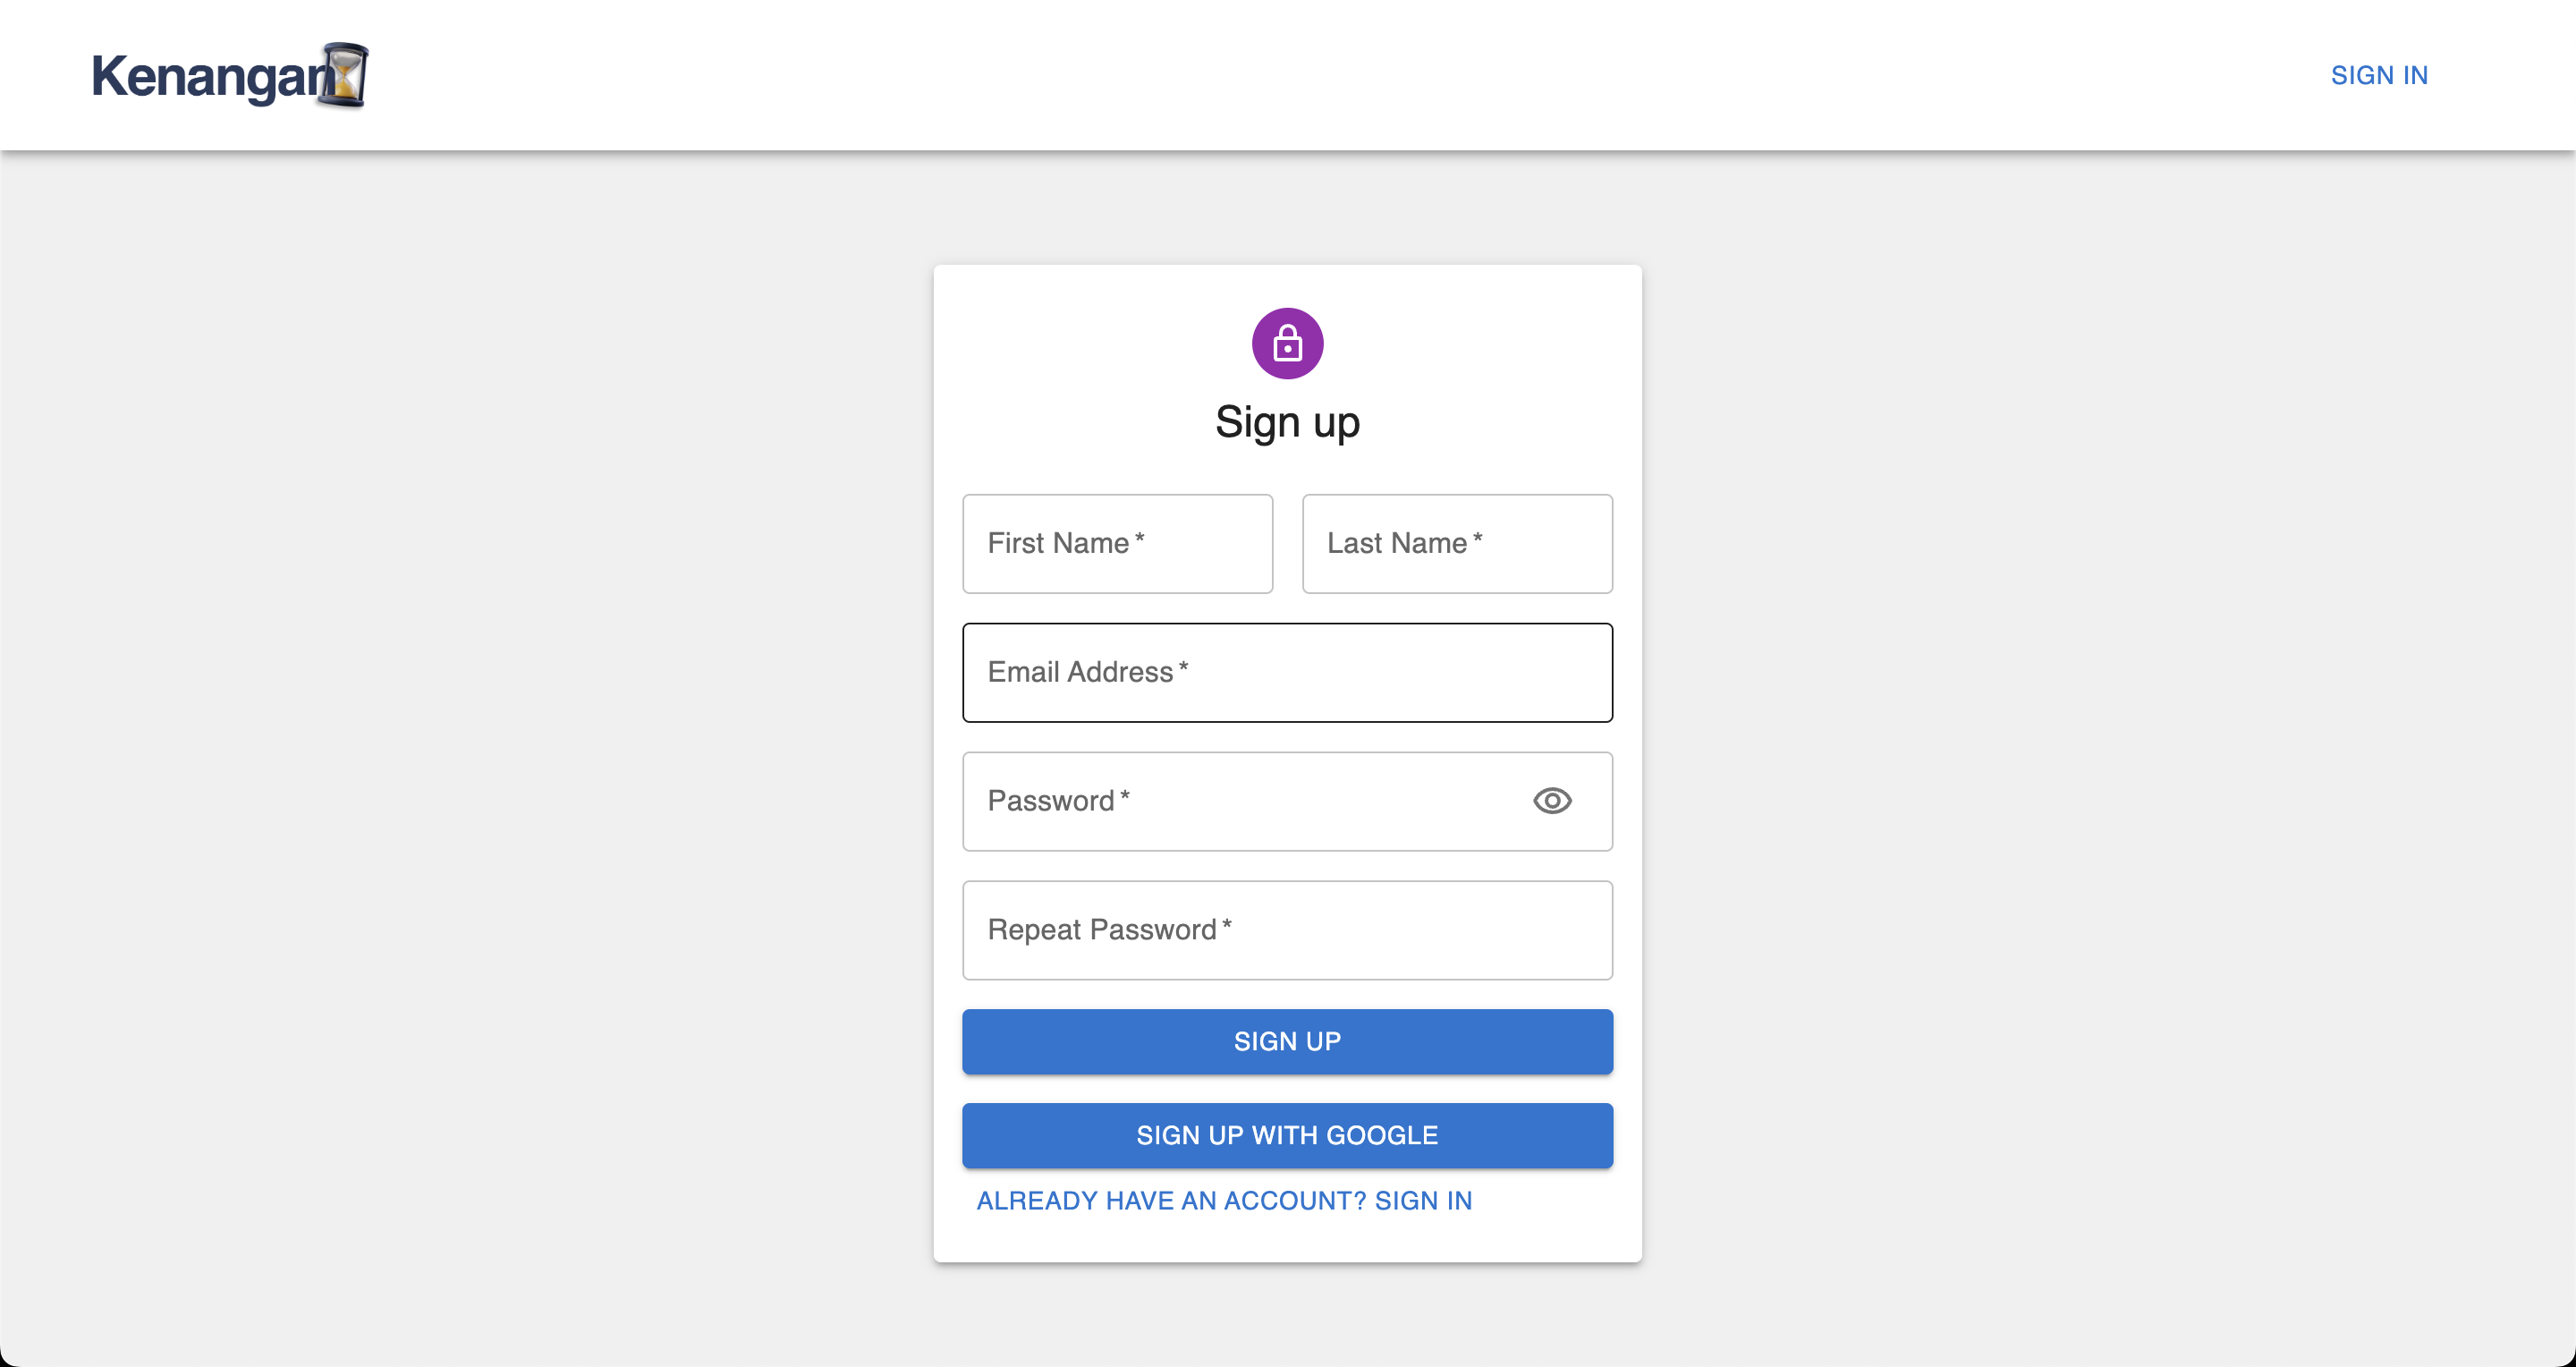 Kenangan
SIGN IN
Sign up
First Name *
Last Name *
Email Address *
Password *
Repeat Password *
SIGN UP
SIGN UP WITH GOOGLE
ALREADY HAVE AN ACCOUNT? SIGN IN